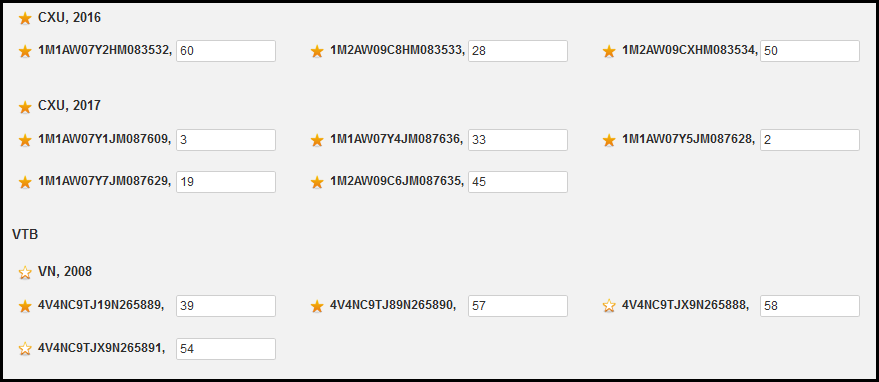 CXU, 2016
1M1AW07Y2HM083532, 60 1M2AW09C8HM083533, 28 1M2AW09CXHM083534, 50
CXU, 2017
1M1AW07Y1JM087609, 3 1M1AW07Y4JM087636, 33 1M1AW07Y5JM087628, 2
1M1AW07Y7JM087629, 19 1M2AW09C6JM087635, 45
VTB
VN, 2008
4V4NC9TJ19N265889, 39 4V4NC9TJ89N265890, 57 4V4NC9TJX9N265888, 58
4V4NC9TJX9N265891, 54